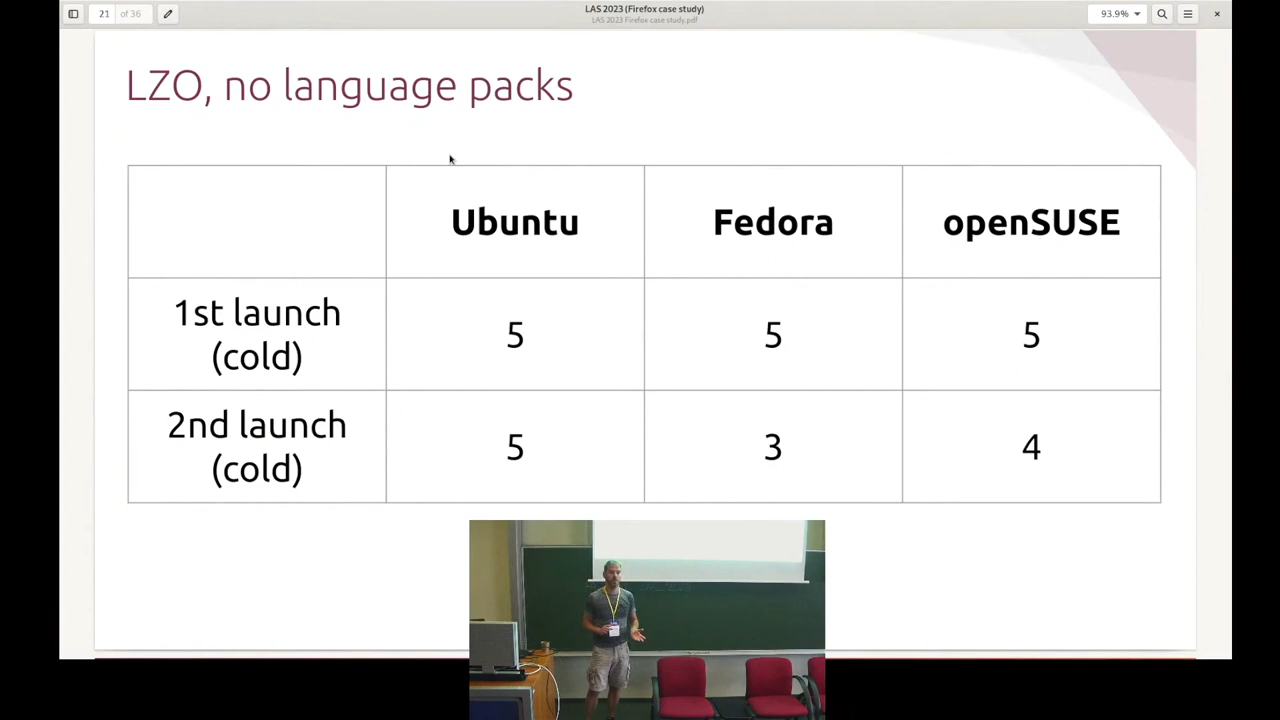 21 of 36
LAS 2023 (Firefox case study)
LAS 2023 Firefox case study.pdf
93.9%
LZO, no language packs
Ubuntu
Fedora
openSUSE
1st launch
(cold)
5
5
5
2nd launch
(cold)
5
3
4